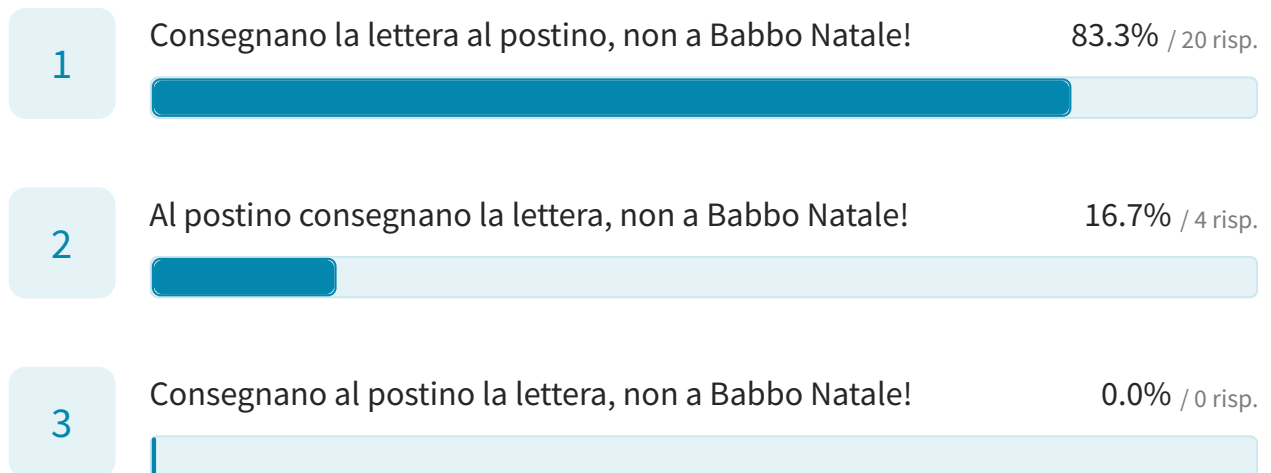 1
Consegnano la lettera al postino, non a Babbo Natale!
83.3% / 20 risp.
2
Al postino consegnano la lettera, non a Babbo Natale!
16.7% / 4 risp.
3
Consegnano al postino la lettera, non a Babbo Natale!
0.0% / 0 risp.